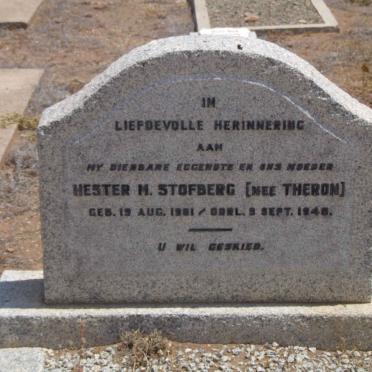 IN
LIEFDEVOLLE HERINNERING
AAN
MY DIERBARE EGGENOTE EN ONS MOEDER
HESTER M. STOFBERG [NEE THERON]
GEB. 19 AUG. 1901 / OORL. 9 SEPT. 1948.
U WIL GESKIED.